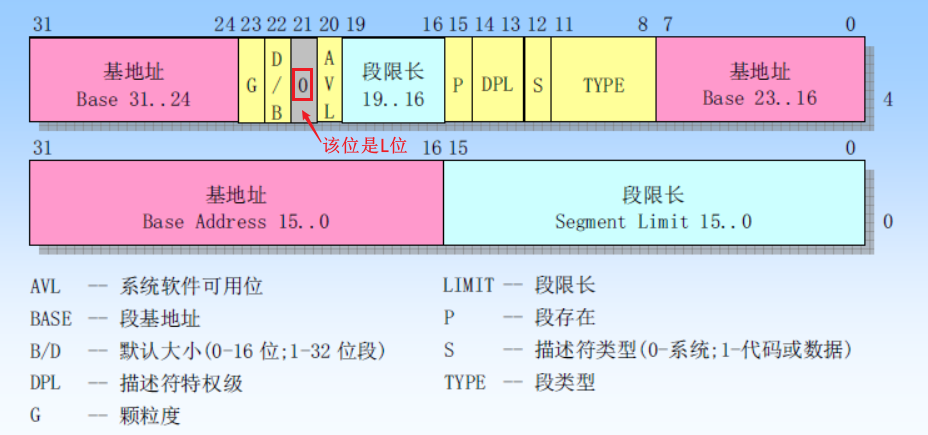 31 24 23 22 21 20 19 16 15 14 13 12 11 8 7 0
基地址 Base 31..24 G D/B 0 AVL 段限长 19..16 P DPL S TYPE 基地址 Base 23..16 4
该位是L位
31 16 15 0
基地址 段限长
Base Address 15..0 Segment Limit 15..0 0
AVL -- 系统软件可用位 LIMIT -- 段限长
BASE -- 段基地址 P -- 段存在
B/D -- 默认大小(0-16 位;1-32 位段) S -- 描述符类型(0-系统;1-代码或数据)
DPL -- 描述符特权级 TYPE -- 段类型
G -- 颗粒度